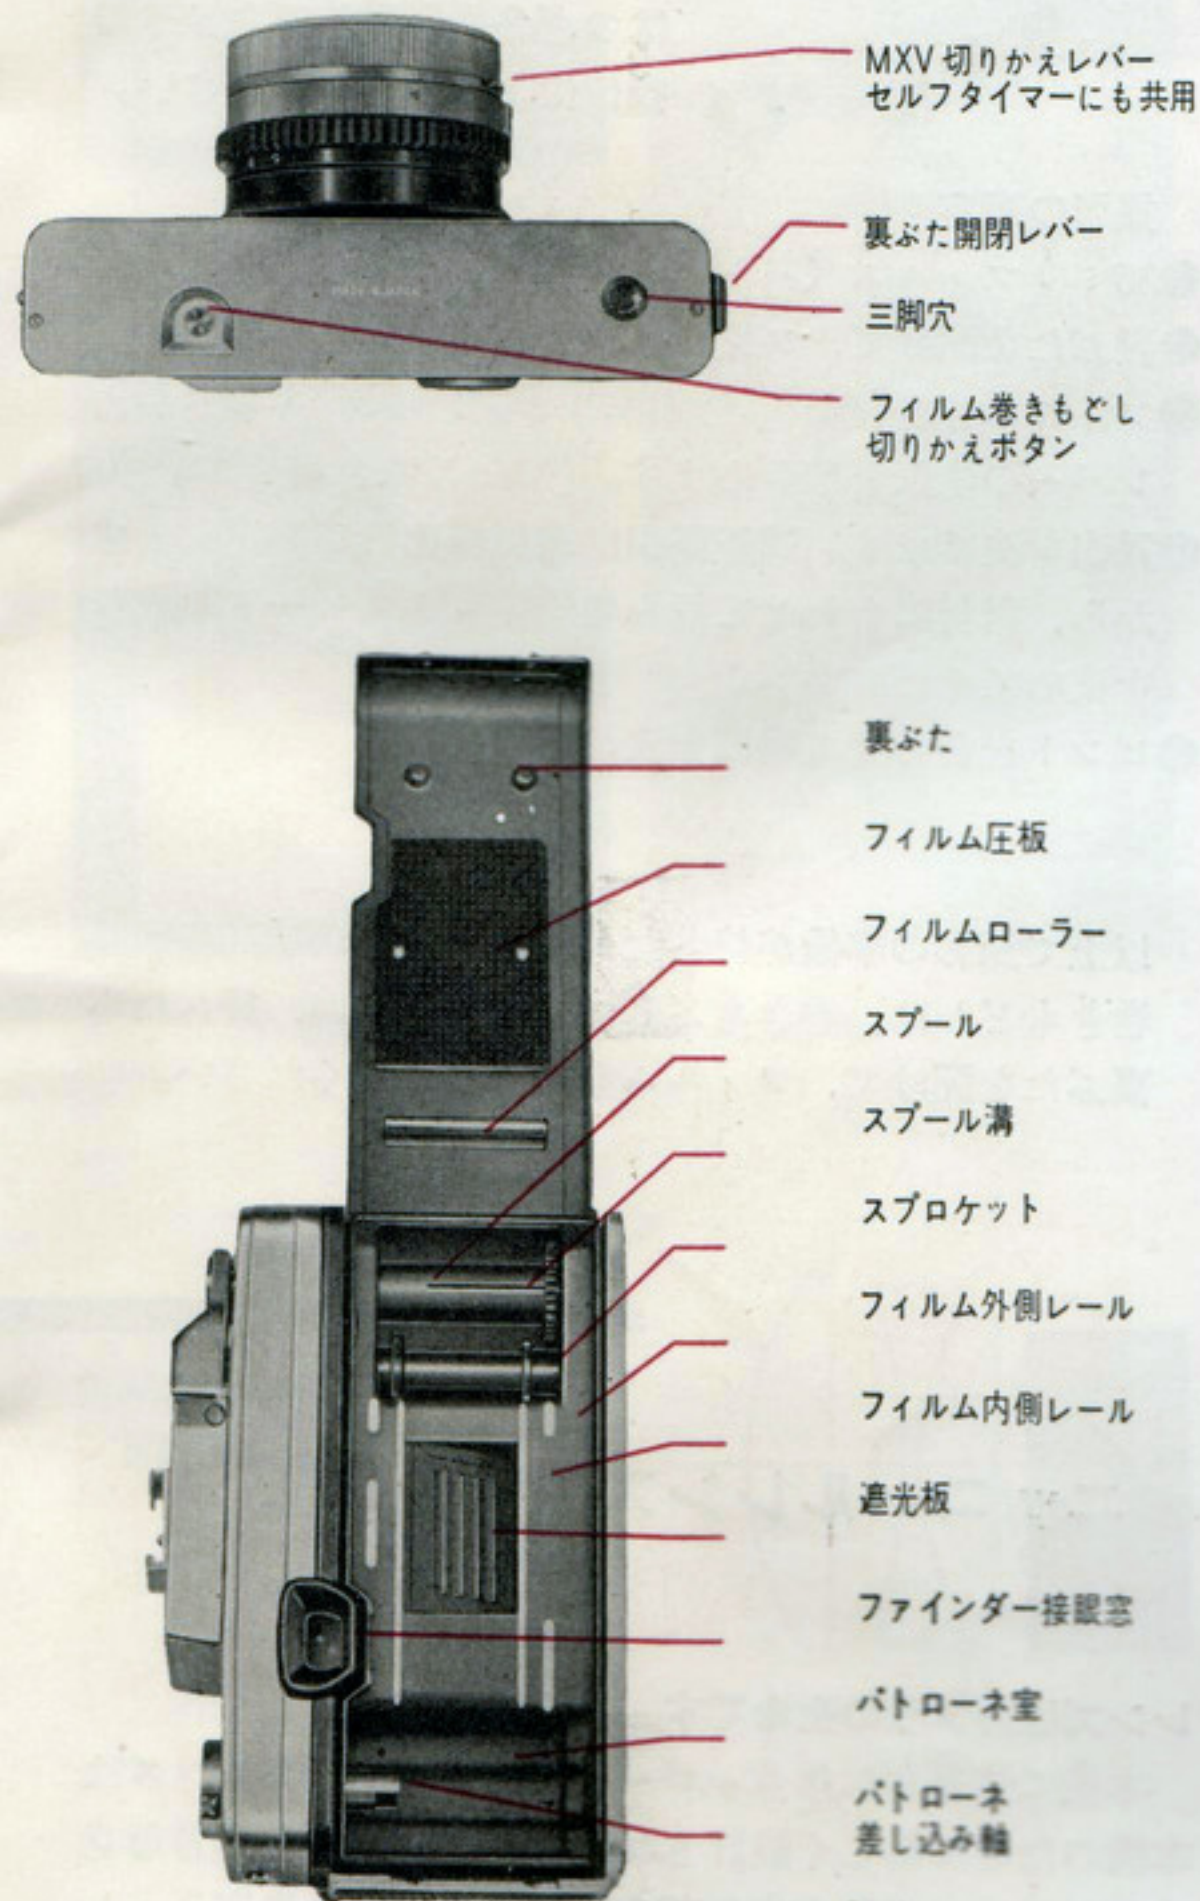 MXV 切りかえレバー
セルフタイマーにも共用
裏ぶた開閉レバー
三脚穴
フィルム巻きもどし
切りかえボタン
裏ぶた
フィルム圧板
フィルムローラー
スプール
スプール溝
スプロケット
フィルム外側レール
フィルム内側レール
遮光板
ファインダー接眼窓
パトローネ室
パトローネ
差し込み軸